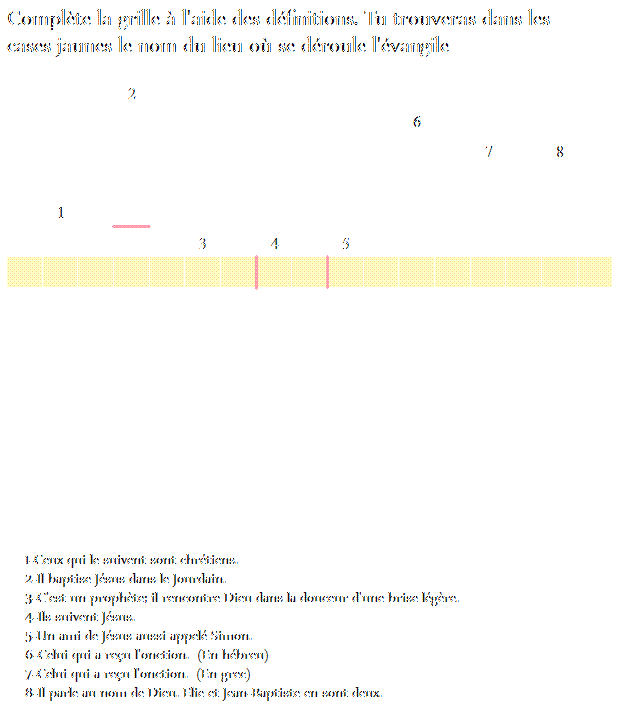 Complète la grille à l'aide des définitions. Tu trouveras dans les
cases jaunes le nom du lieu où se déroule l'évangile
2
6
7 8
1
3 4 5
1-Ceux qui le suivent sont chrétiens.
2-Il baptise Jésus dans le Jourdain.
3-C'est un prophète; il rencontre Dieu dans la douceur d'une brise légère.
4-Ils suivent Jésus.
5-Un ami de Jésus aussi appelé Simon.
6-Celui qui a reçu l'onction. (En hébreu)
7-Celui qui a reçu l'onction. (En grec)
8-Il parle au nom de Dieu. Elie et Jean-Baptiste en sont deux.